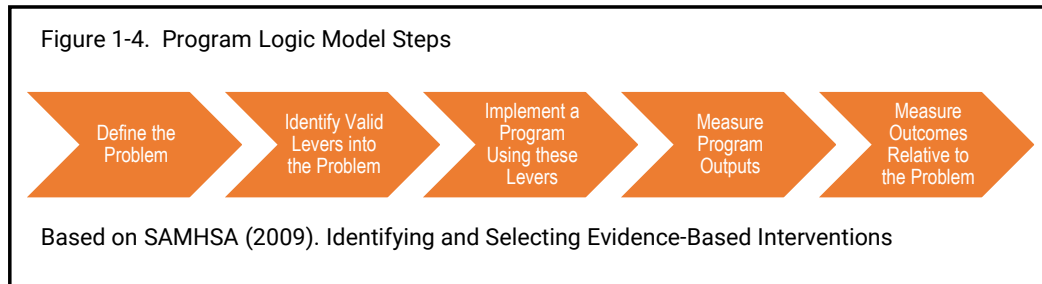 Figure 1-4. Program Logic Model Steps
Define the
Problem
Identify Valid
Levers into
the Problem
Implement a
Program
Using these
Levers
Measure
Program
Outputs
Measure
Outcomes
Relative to
the Problem
Based on SAMHSA (2009). Identifying and Selecting Evidence-Based Interventions